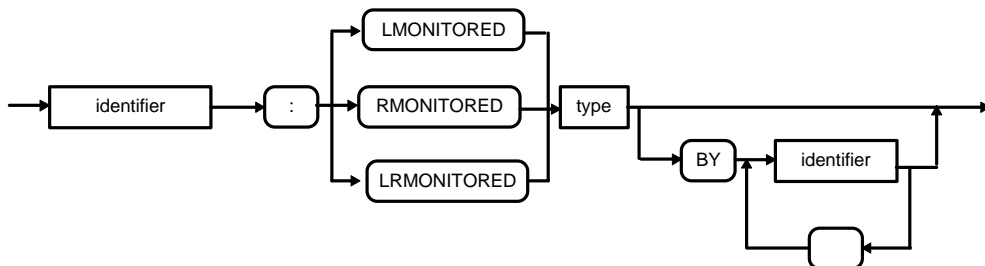 LMONITORED
identifier
:
RMONITORED
type
LRMONITORED
BY
identifier